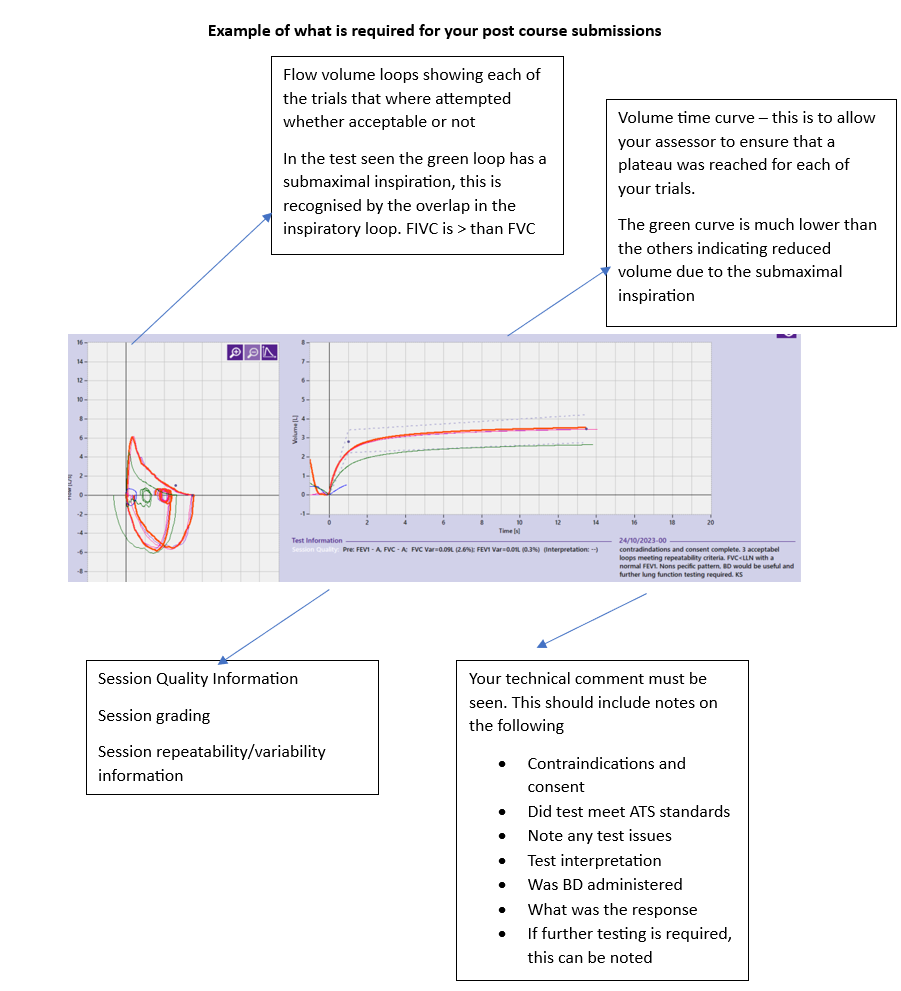 Example of what is required for your post course submissions
Flow volume loops showing each of
the trials that where attempted
whether acceptable or not
In the test seen the green loop has a
submaximal inspiration, this is
recognised by the overlap in the
inspiratory loop. FIVC is > than FVC
Volume time curve – this is to allow
your assessor to ensure that a
plateau was reached for each of
your trials.
The green curve is much lower than
the others indicating reduced
volume due to the submaximal
inspiration
16
14
12
10
8
6
4
2
0
-2
-4
-6
-8
8
7
6
5
4
3
2
1
0
-1
Volume [L]
0 2 4 6 8 10 12 14 16 18 20
Time [s]
Test Information
Session Quality: Pre: FEV1 - A, FVC - A; FVC Var=0.09L (2.6%); FEV1 Var=0.01L (0.3%) (Interpretation: --)
24/10/2023-00
contradindations and consent complete. 3 acceptabel
loops meeting repeatability criteria. FVC<LLN with a
normal FEV1. Nons pecific pattern, BD would be useful and
further lung function testing required. KS
Session Quality Information
Session grading
Session repeatability/variability
information
Your technical comment must be
seen. This should include notes on
the following
• Contraindications and
consent
• Did test meet ATS standards
• Note any test issues
• Test interpretation
• Was BD administered
• What was the response
• If further testing is required,
this can be noted